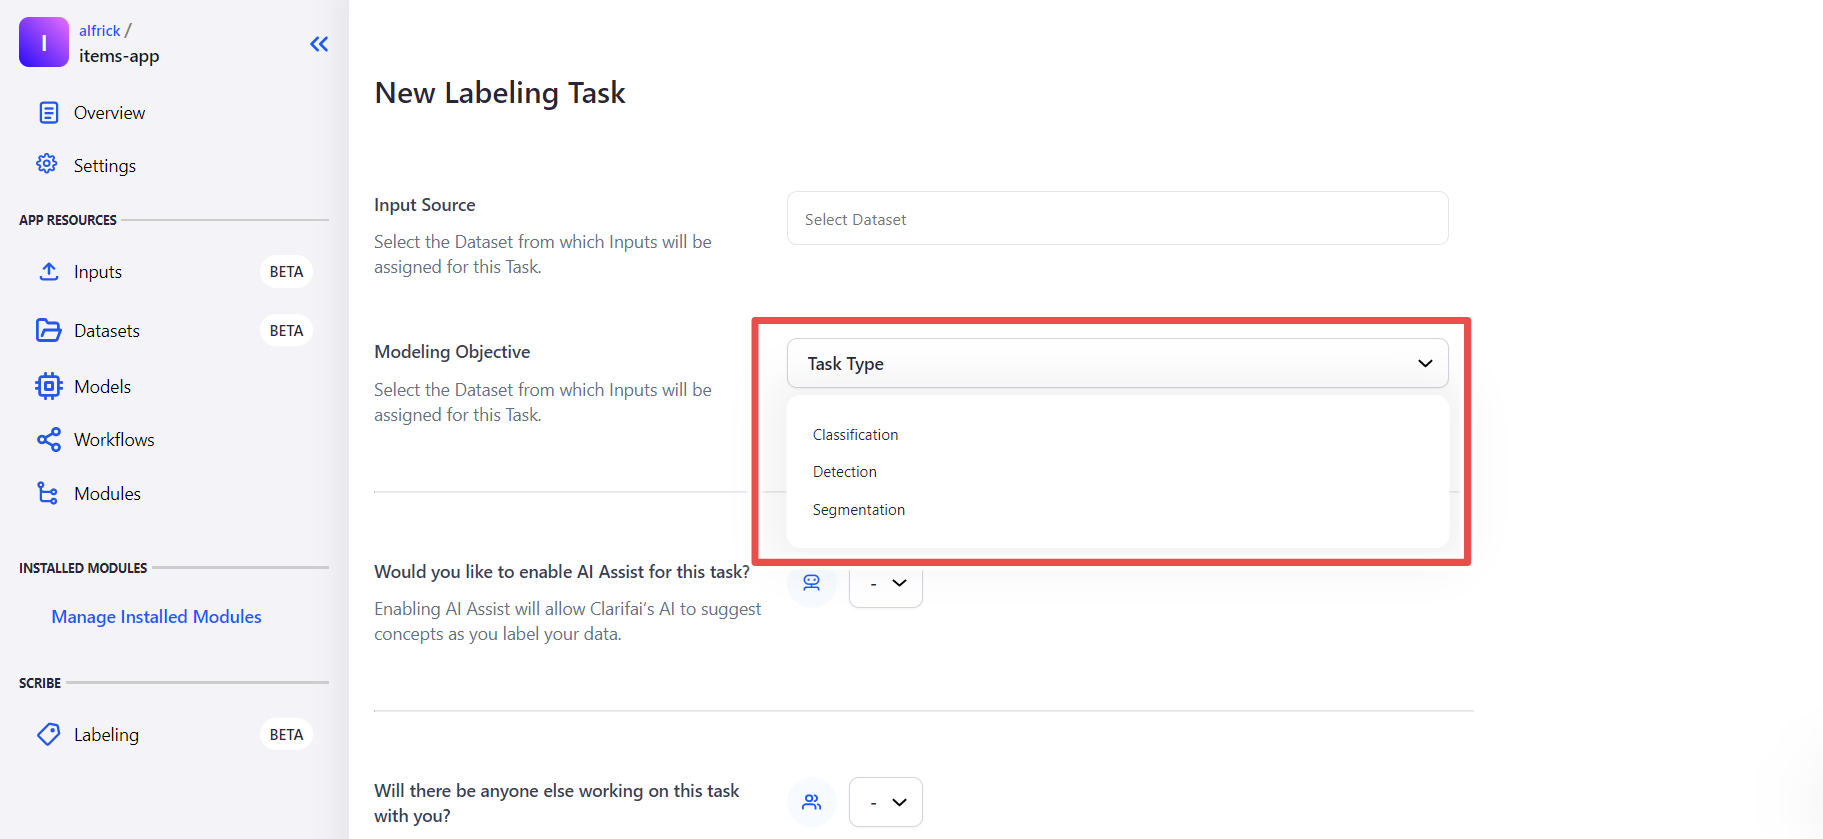 I
alfrick /
items-app
Overview
Settings
APP RESOURCES
Inputs BETA
Datasets BETA
Models
Workflows
Modules
INSTALLED MODULES
Manage Installed Modules
SCRIBE
Labeling BETA
New Labeling Task
Input Source
Select the Dataset from which Inputs will be
assigned for this Task.
Select Dataset
Modeling Objective
Select the Dataset from which Inputs will be
assigned for this Task.
Task Type
Classification
Detection
Segmentation
Would you like to enable AI Assist for this task?
Enabling AI Assist will allow Clarifai’s AI to suggest
concepts as you label your data.
-
Will there be anyone else working on this task
with you?
-